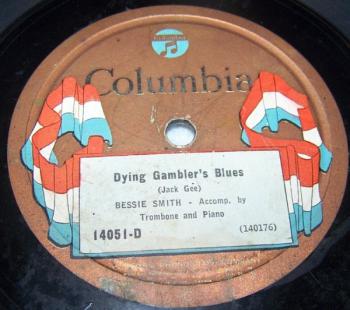 Columbia
Dying Gambler's Blues
(Jack Gee)
BESSIE SMITH - Accomp. by
Trombone and Piano
14051-D (140176)